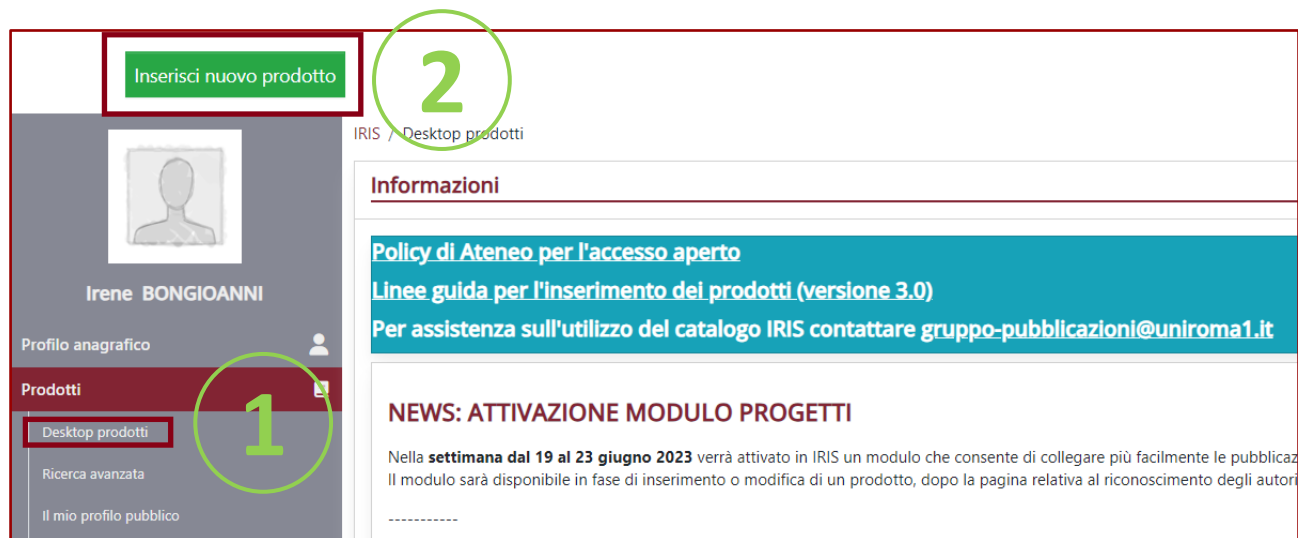 Inserisci nuovo prodotto
2
IRIS / Desktop prodotti
Informazioni
Policy di Ateneo per l'accesso aperto
Linee guida per l'inserimento dei prodotti (versione 3.0)
Per assistenza sull'utilizzo del catalogo IRIS contattare gruppo-pubblicazioni@uniroma1.it
Irene BONGIOANNI
Profilo anagrafico
Prodotti
1
Desktop prodotti
Ricerca avanzata
Il mio profilo pubblico
NEWS: ATTIVAZIONE MODULO PROGETTI
Nella settimana dal 19 al 23 giugno 2023 verrà attivato in IRIS un modulo che consente di collegare più facilmente le pubblicaz
Il modulo sarà disponibile in fase di inserimento o modifica di un prodotto, dopo la pagina relativa al riconoscimento degli autori
-----------